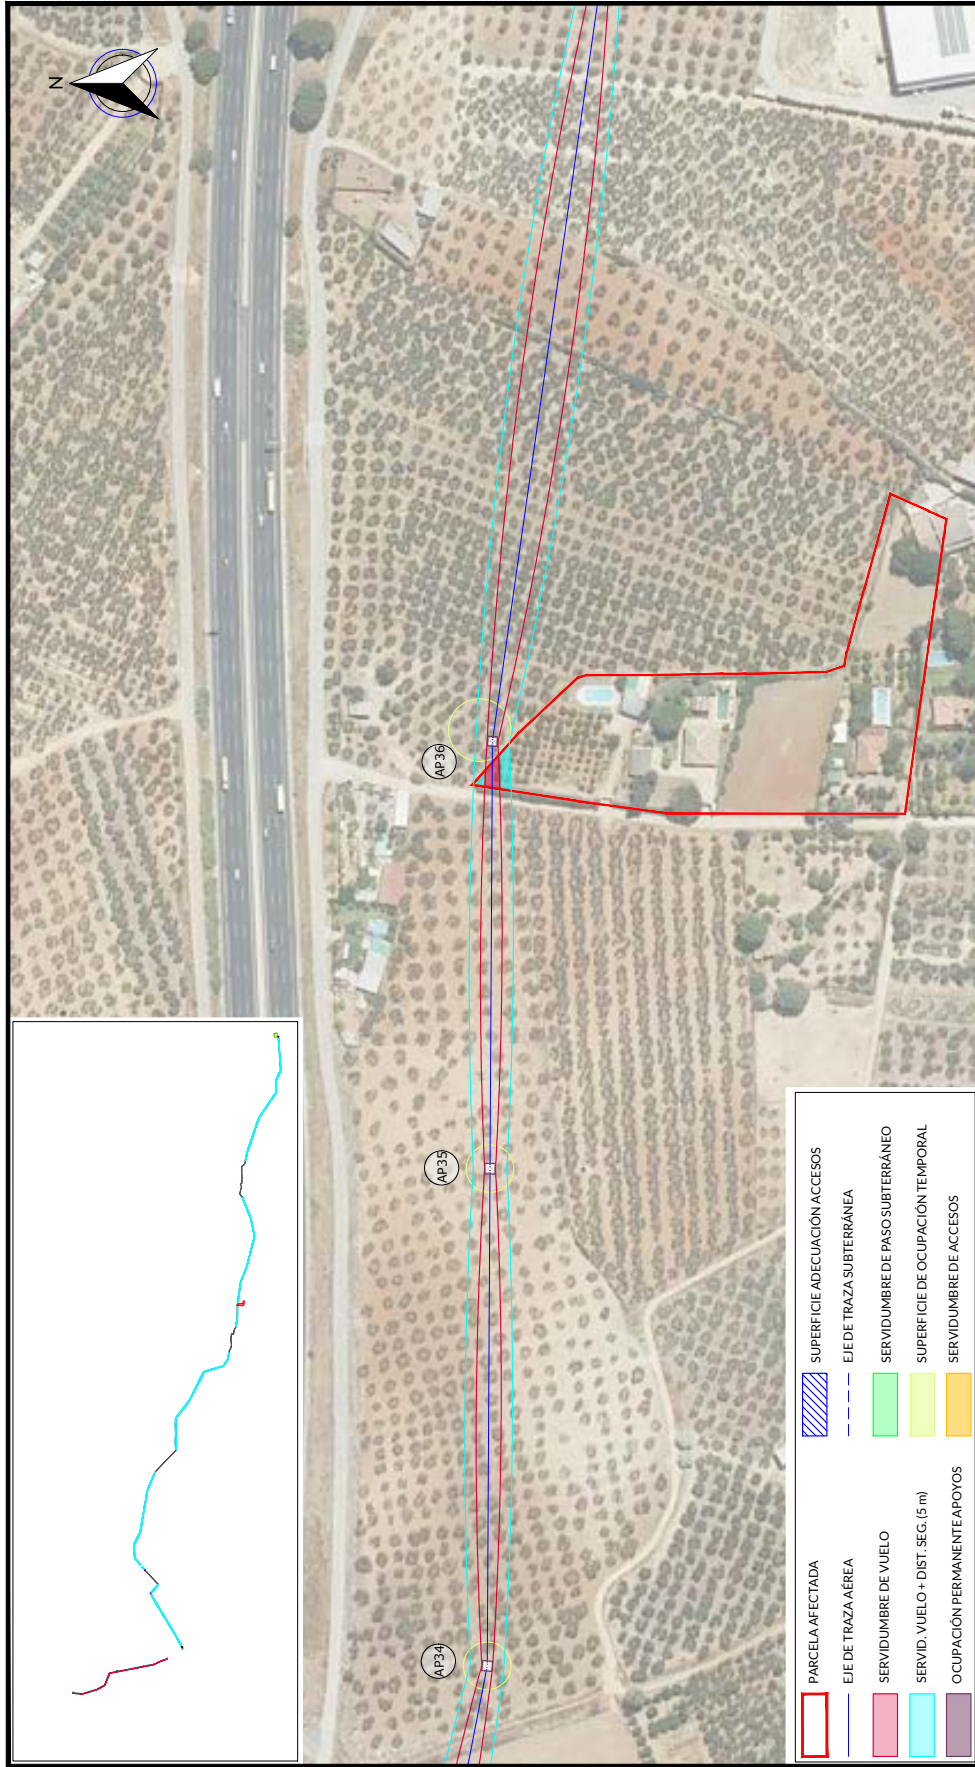 N
AP36
AP35
AP34
PARCELA AFECTADA
EJE DE TRAZA AÉREA
SERVIDUMBRE DE VUELO
SERVID. VUELO + DIST. SEG. (5 m)
OCUPACIÓN PERMANENTE APOYOS
SUPERFICIE ADECUACIÓN ACCESOS
EJE DE TRAZA SUBTERRÁNEA
SERVIDUMBRE DE PASO SUBTERRÁNEO
SUPERFICIE DE OCUPACIÓN TEMPORAL
SERVIDUMBRE DE ACCESOS